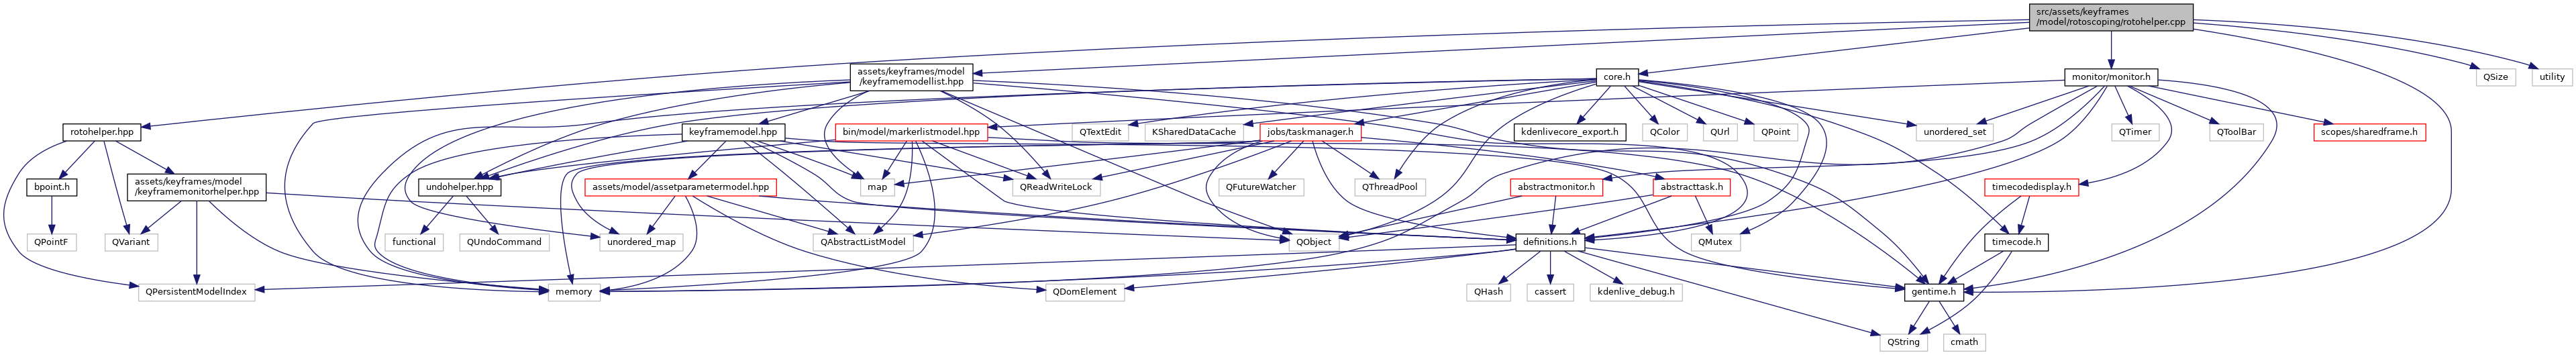 src/assets/keyframes
/model/rotoscoping/rotohelper.cpp
assets/keyframes/model
/keyframemodellist.hpp
core.h
monitor/monitor.h
QSize
utility
rotohelper.hpp
keyframemodel.hpp
bin/model/markerlistmodel.hpp
QTextEdit
KSharedDataCache
jobs/taskmanager.h
kdenlivecore_export.h
QColor
QUrl
QPoint
unordered_set
QTimer
QToolBar
scopes/sharedframe.h
bpoint.h
assets/keyframes/model
/keyframemonitorhelper.hpp
undohelper.hpp
assets/model/assetparametermodel.hpp
map
QReadWriteLock
QFutureWatcher
QThreadPool
abstractmonitor.h
abstracttask.h
timecodedisplay.h
QPointF
QVariant
functional
QUndoCommand
unordered_map
QAbstractListModel
QObject
definitions.h
QMutex
timecode.h
QPersistentModelIndex
memory
QDomElement
QHash
cassert
kdenlive_debug.h
gentime.h
QString
cmath